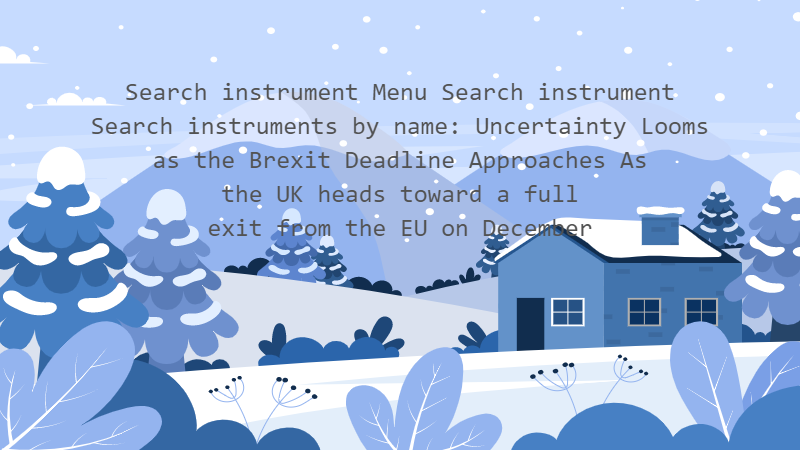 Search instrument Menu Search instrument
Search instruments by name: Uncertainty Looms
as the Brexit Deadline Approaches As
the UK heads toward a full
exit from the EU on December